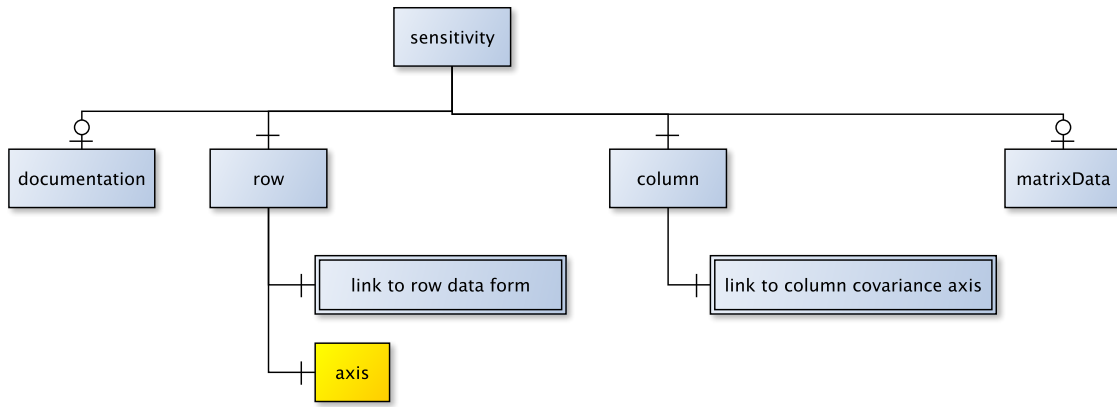 sensitivity
documentation
row
column
matrixData
link to row data form
link to column covariance axis
axis